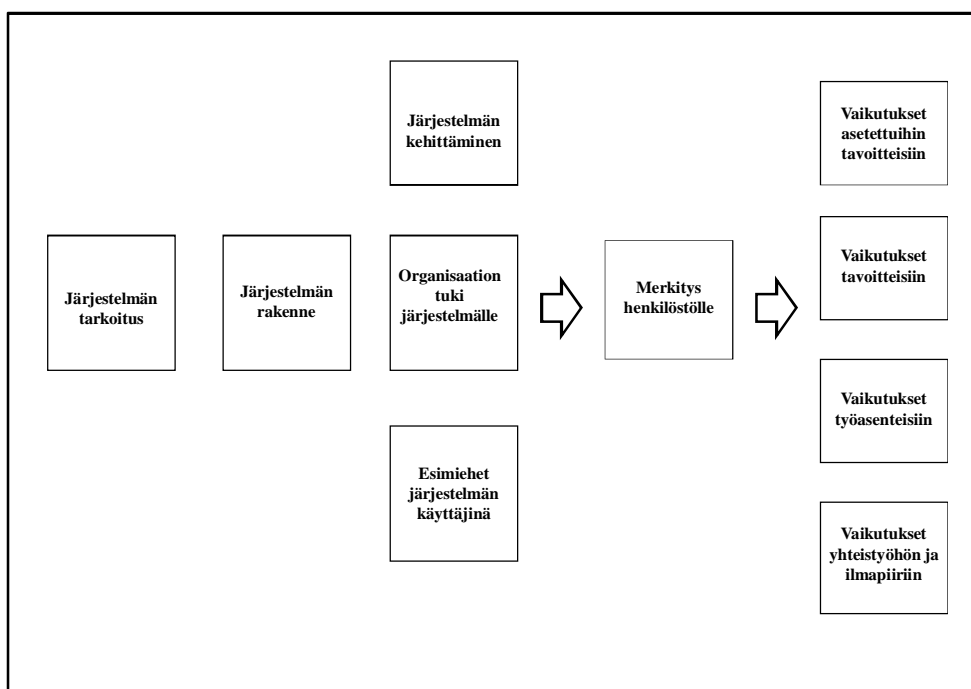 Järjestelmän
tarkoitus
Järjestelmän
rakenne
Järjestelmän
kehittäminen
Organisaation
tuki
järjestelmälle
Esimiehet
järjestelmän
käyttäjinä
Merkitys
henkilöstölle
Vaikutukset
asetettuihin
tavoitteisiin
Vaikutukset
tavoitteisiin
Vaikutukset
työasenteisiin
Vaikutukset
yhteistyöhön ja
ilmapiiriin